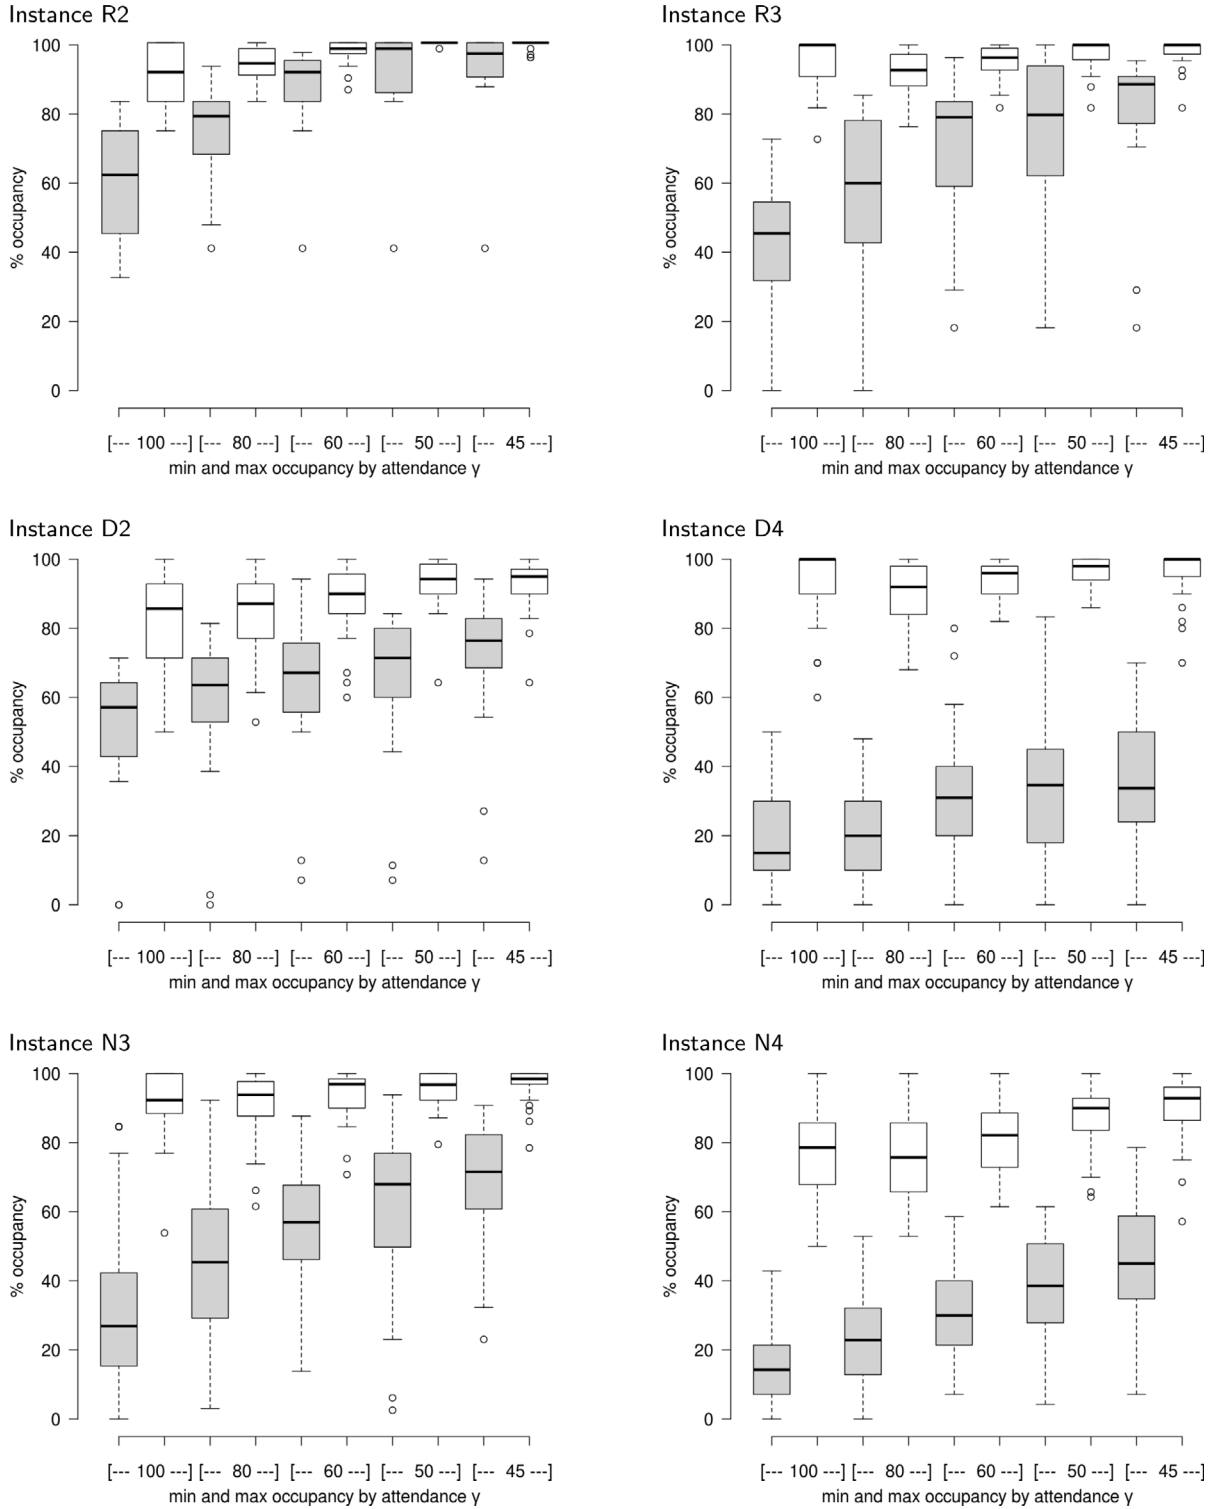 Instance R2
100
80
60
40
20
0
% occupancy
[--- 100 ---] [--- 80 ---] [--- 60 ---] [--- 50 ---] [--- 45 ---]
min and max occupancy by attendance γ
Instance R3
100
80
60
40
20
0
% occupancy
[--- 100 ---] [--- 80 ---] [--- 60 ---] [--- 50 ---] [--- 45 ---]
min and max occupancy by attendance γ
Instance D2
100
80
60
40
20
0
% occupancy
[--- 100 ---] [--- 80 ---] [--- 60 ---] [--- 50 ---] [--- 45 ---]
min and max occupancy by attendance γ
Instance D4
100
80
60
40
20
0
% occupancy
[--- 100 ---] [--- 80 ---] [--- 60 ---] [--- 50 ---] [--- 45 ---]
min and max occupancy by attendance γ
Instance N3
100
80
60
40
20
0
% occupancy
[--- 100 ---] [--- 80 ---] [--- 60 ---] [--- 50 ---] [--- 45 ---]
min and max occupancy by attendance γ
Instance N4
100
80
60
40
20
0
% occupancy
[--- 100 ---] [--- 80 ---] [--- 60 ---] [--- 50 ---] [--- 45 ---]
min and max occupancy by attendance γ